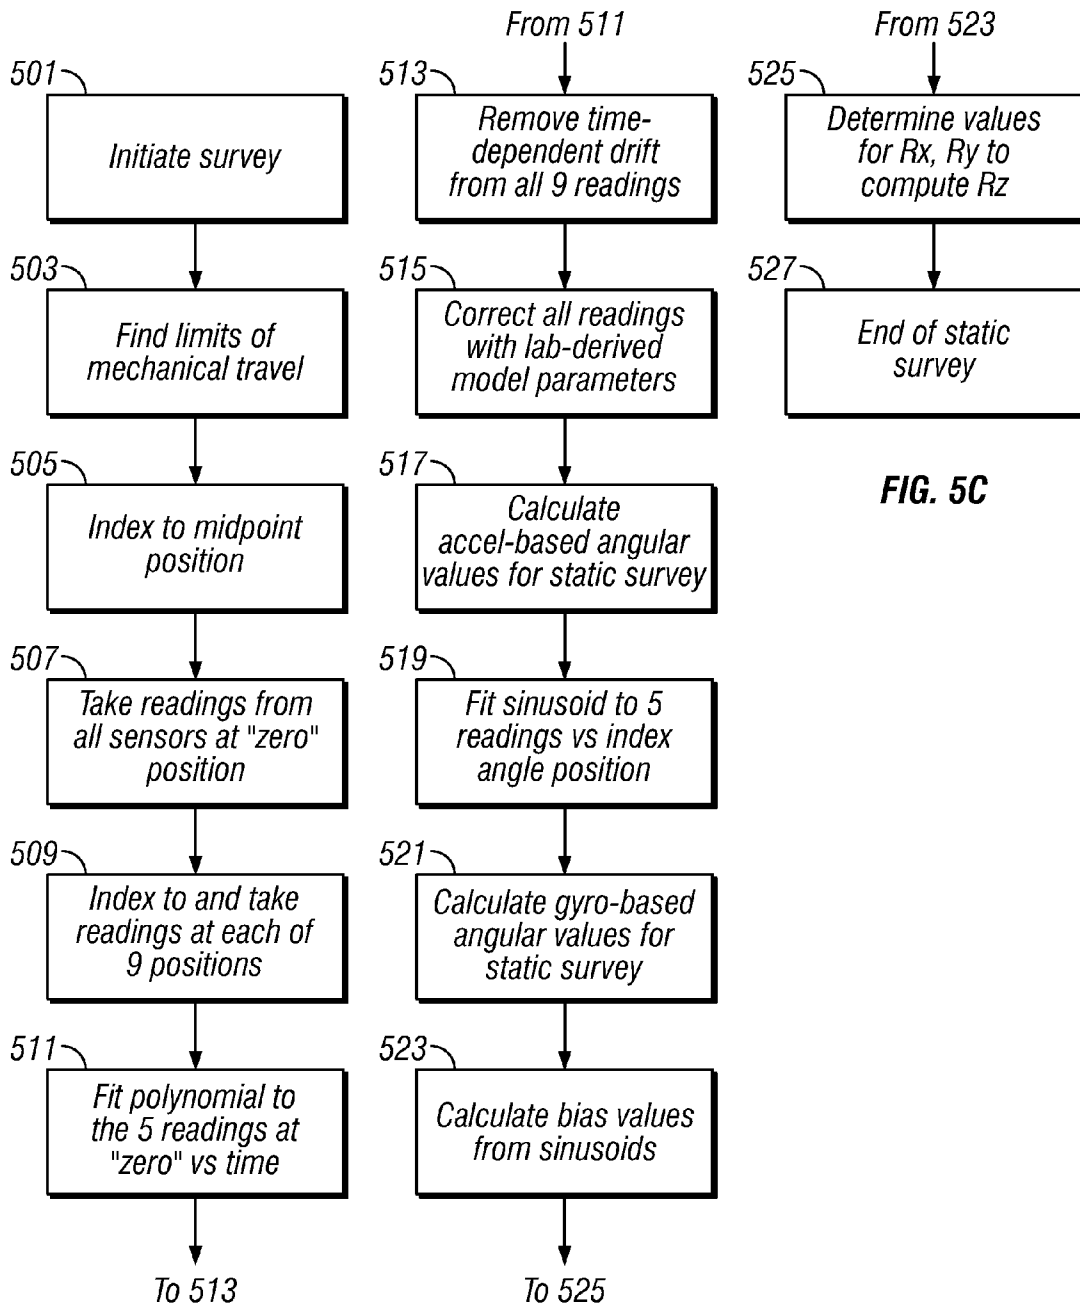 501
Initiate survey
503
Find limits of
mechanical travel
505
Index to midpoint
position
507
Take readings from
all sensors at "zero"
position
509
Index to and take
readings at each of
9 positions
511
Fit polynomial to
the 5 readings at
"zero" vs time
To 513
From 511
513
Remove time-
dependent drift
from all 9 readings
515
Correct all readings
with lab-derived
model parameters
517
Calculate
accel-based angular
values for static survey
519
Fit sinusoid to 5
readings vs index
angle position
521
Calculate gyro-based
angular values for
static survey
523
Calculate bias values
from sinusoids
To 525
From 523
525
Determine values
for Rx, Ry to
compute Rz
527
End of static
survey
FIG. 5C